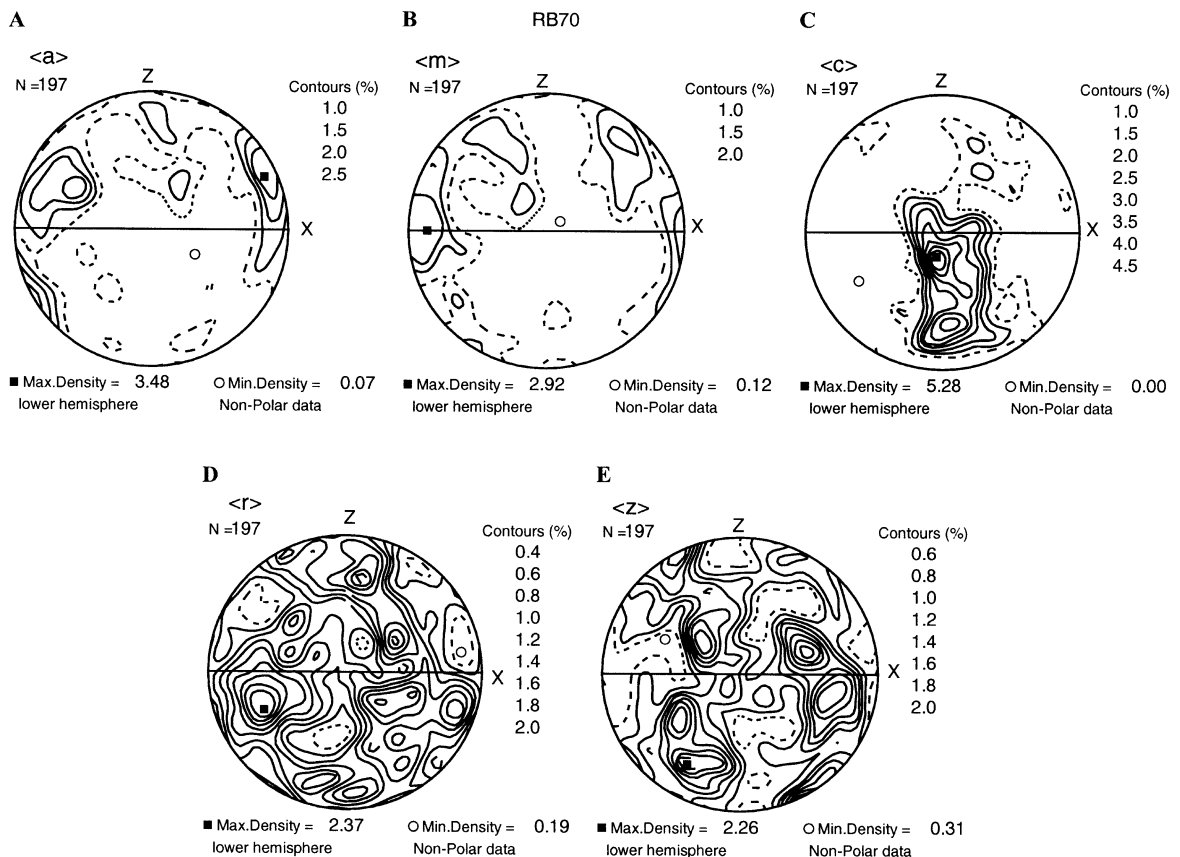 A
B
RB70
C
<a>
N =197
Z
Contours (%)
1.0
1.5
2.0
2.5
X
■ Max.Density = 3.48 ○ Min.Density = 0.07
lower hemisphere Non-Polar data
<m>
N =197
Z
Contours (%)
1.0
1.5
2.0
X
■ Max.Density = 2.92 ○ Min.Density = 0.12
lower hemisphere Non-Polar data
<c>
N =197
Z
Contours (%)
1.0
1.5
2.0
2.5
3.0
3.5
4.0
4.5
X
■ Max.Density = 5.28 ○ Min.Density = 0.00
lower hemisphere Non-Polar data
D
<r>
N =197
Z
Contours (%)
0.4
0.6
0.8
1.0
1.2
1.4
1.6
1.8
2.0
X
■ Max.Density = 2.37 ○ Min.Density = 0.19
lower hemisphere Non-Polar data
E
<z>
N =197
Z
Contours (%)
0.6
0.8
1.0
1.2
1.4
1.6
1.8
2.0
X
■ Max.Density = 2.26 ○ Min.Density = 0.31
lower hemisphere Non-Polar data